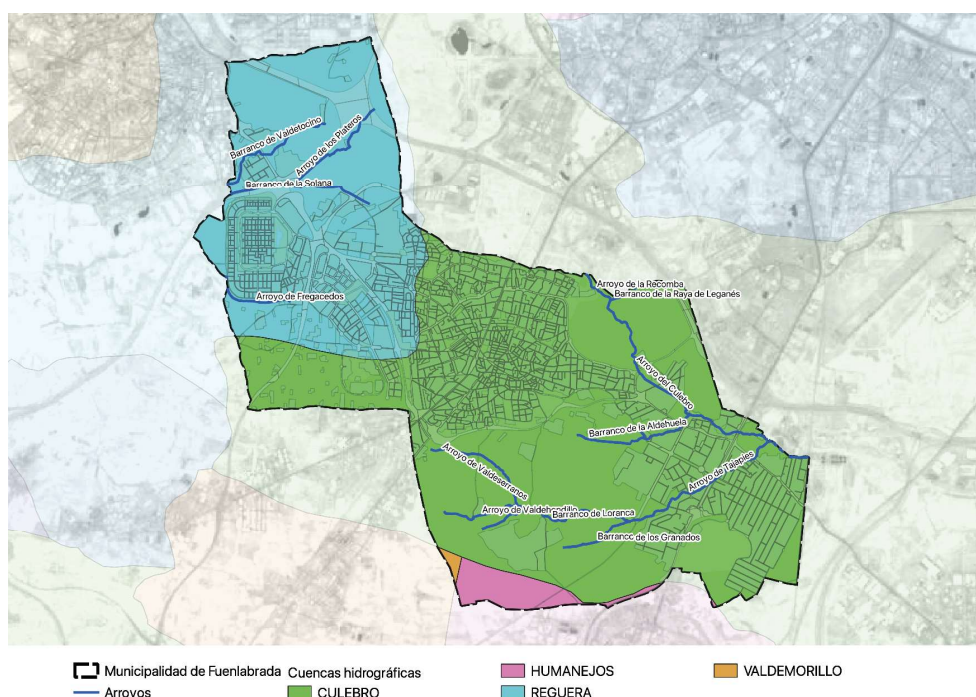 Barranco de Valdetocino
Arroyo de los Plateros
Barranco de la Solana
Arroyo de Fregacedos
Arroyo de la Recomba
Barranco de la Raya de Leganés
Arroyo del Culebro
Barranco de la Aldehuela
Arroyo de Valdeserranos
Arroyo de Tajapies
Arroyo de
Barranco de Loranca
Barranco de los Granados
Municipalidad de Fuenlabrada
Cuencas hidrográficas
HUMANEJOS
VALDEMORILLO
Arroyos
CULEBRO
REGUERA